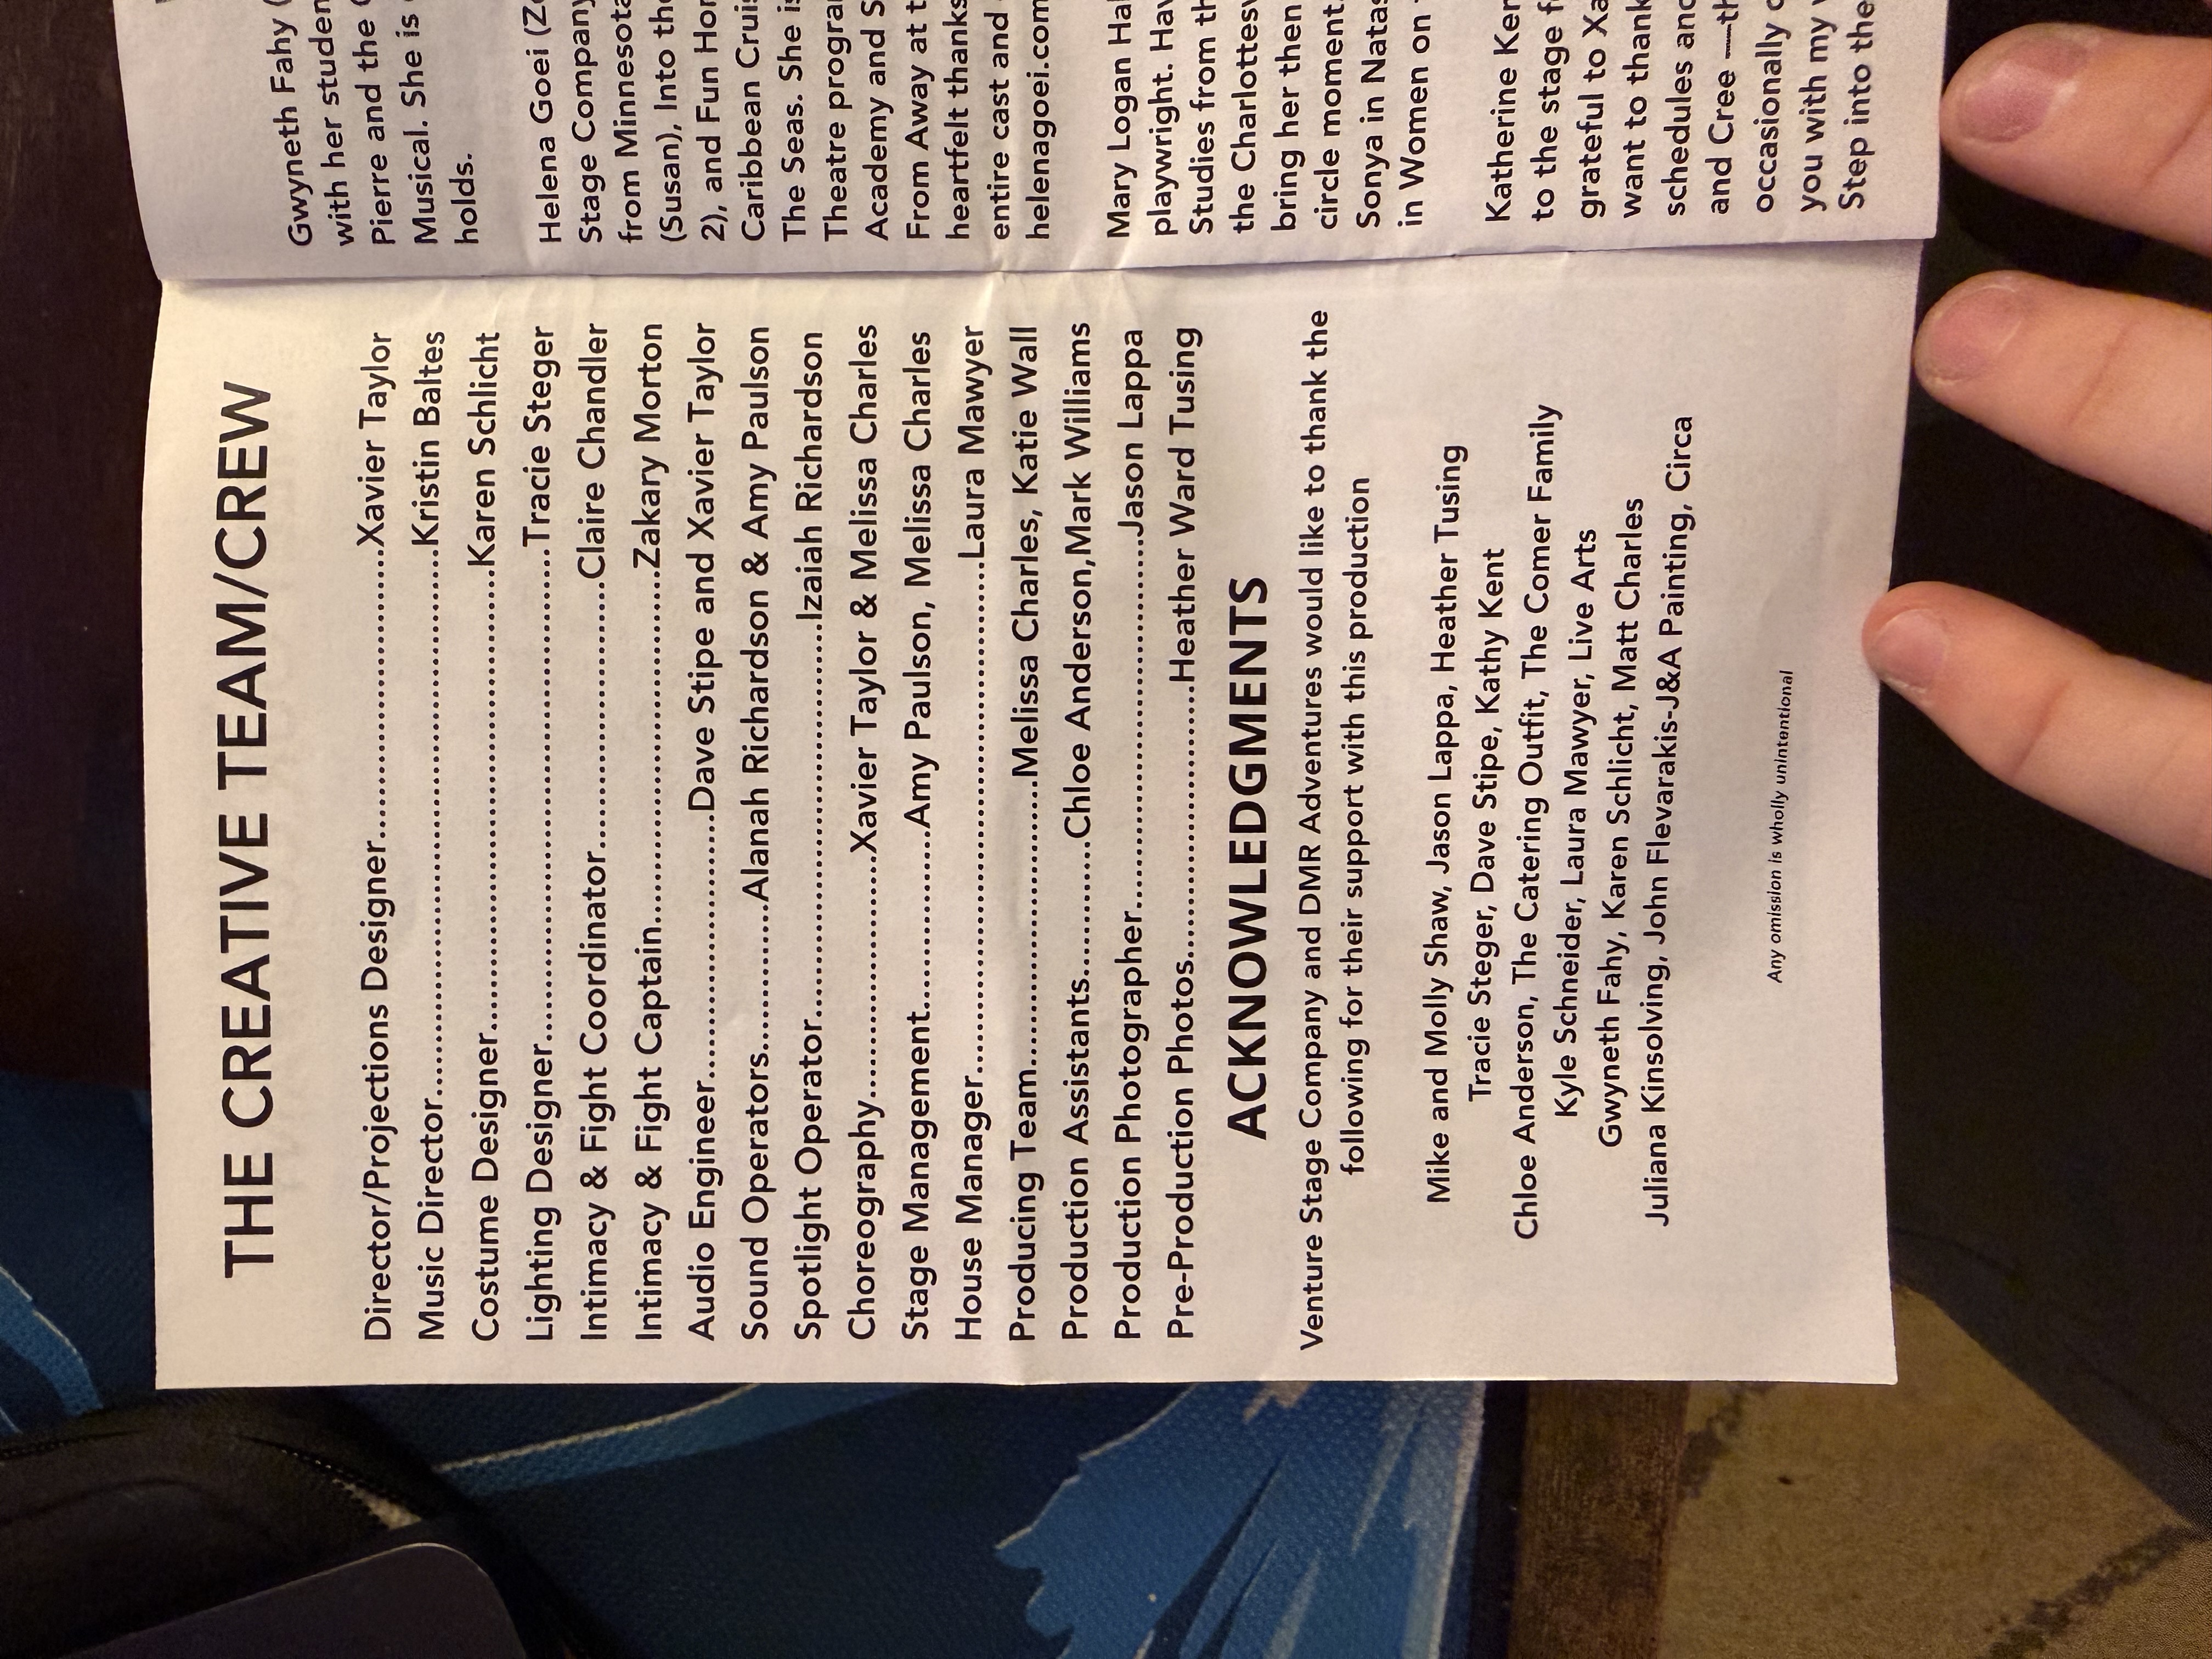 THE CREATIVE TEAM/CREW
Director/Projections Designer...........................Xavier Taylor
Music Director...................................................Kristin Baltes
Costume Designer...........................................Karen Schlicht
Lighting Designer..............................................Tracie Steger
Intimacy & Fight Coordinator.........................Claire Chandler
Intimacy & Fight Captain.................................Zakary Morton
Audio Engineer.........................Dave Stipe and Xavier Taylor
Sound Operators..............Alanah Richardson & Amy Paulson
Spotlight Operator.....................................Izaiah Richardson
Choreography.......................Xavier Taylor & Melissa Charles
Stage Management.................Amy Paulson, Melissa Charles
House Manager................................................Laura Mawyer
Producing Team...........................Melissa Charles, Katie Wall
Production Assistants.............Chloe Anderson,Mark Williams
Production Photographer...................................Jason Lappa
Pre-Production Photos..........................Heather Ward Tusing
ACKNOWLEDGMENTS
Venture Stage Company and DMR Adventures would like to thank the
following for their support with this production
Mike and Molly Shaw, Jason Lappa, Heather Tusing
Tracie Steger, Dave Stipe, Kathy Kent
Chloe Anderson, The Catering Outfit, The Comer Family
Kyle Schneider, Laura Mawyer, Live Arts
Gwyneth Fahy, Karen Schlicht, Matt Charles
Juliana Kinsolving, John Flevarakis-J&A Painting, Circa
Any omission is wholly unintentional
Gwyneth Fahy (
with her
Pierre and the
Musical. She is
holds.
Helena Goei
Stage Company
from
(Susan), Into
2), and Fun
Caribbean
The Seas. She
Theatre
Academy and
From Away at
heartfelt thanks
entire cast and
helenagoei.com
Mary Logan
playwright.
Studies from
the
bring her then
circle moment.
Sonya in
in Women on
Katherine
to the stage
grateful to
want to thank
schedules
and Cree —
occasionally
you with my
Step into the